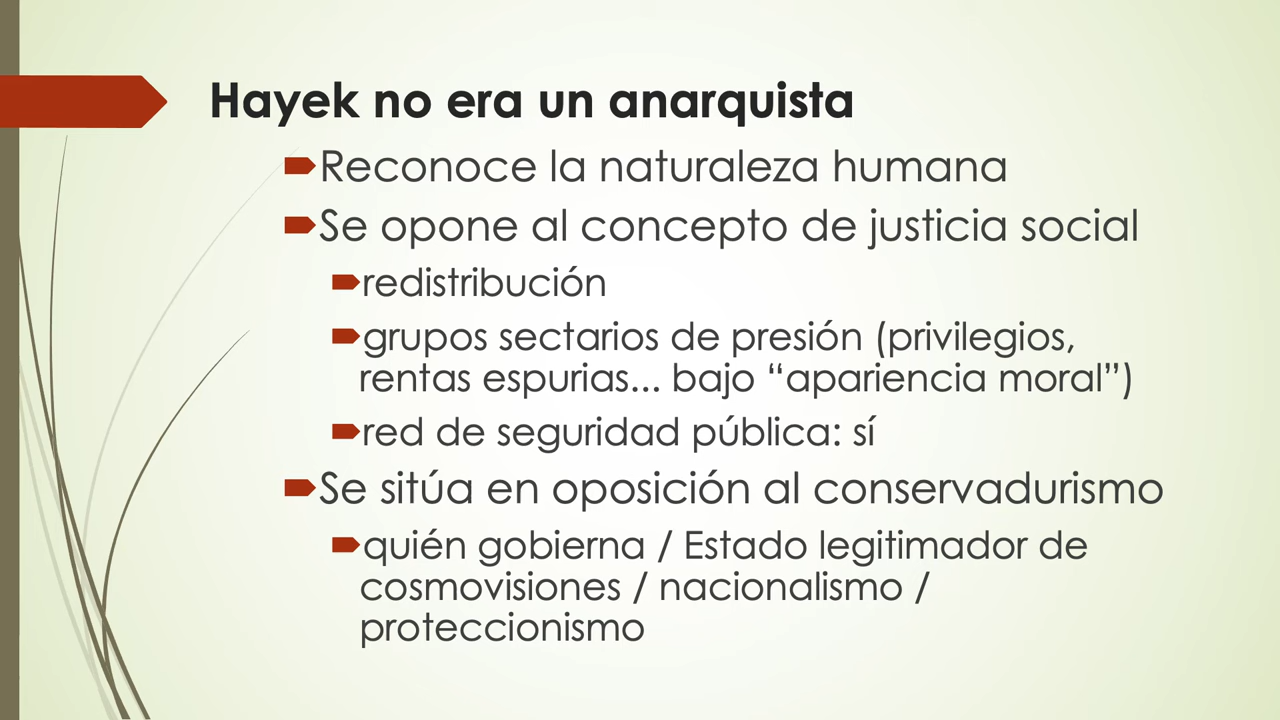 Hayek no era un anarquista
Reconoce la naturaleza humana
Se opone al concepto de justicia social
redistribución
grupos sectarios de presión (privilegios,
rentas espurias... bajo “apariencia moral”)
red de seguridad pública: sí
Se sitúa en oposición al conservadurismo
quién gobierna / Estado legitimador de
cosmovisiones / nacionalismo /
proteccionismo